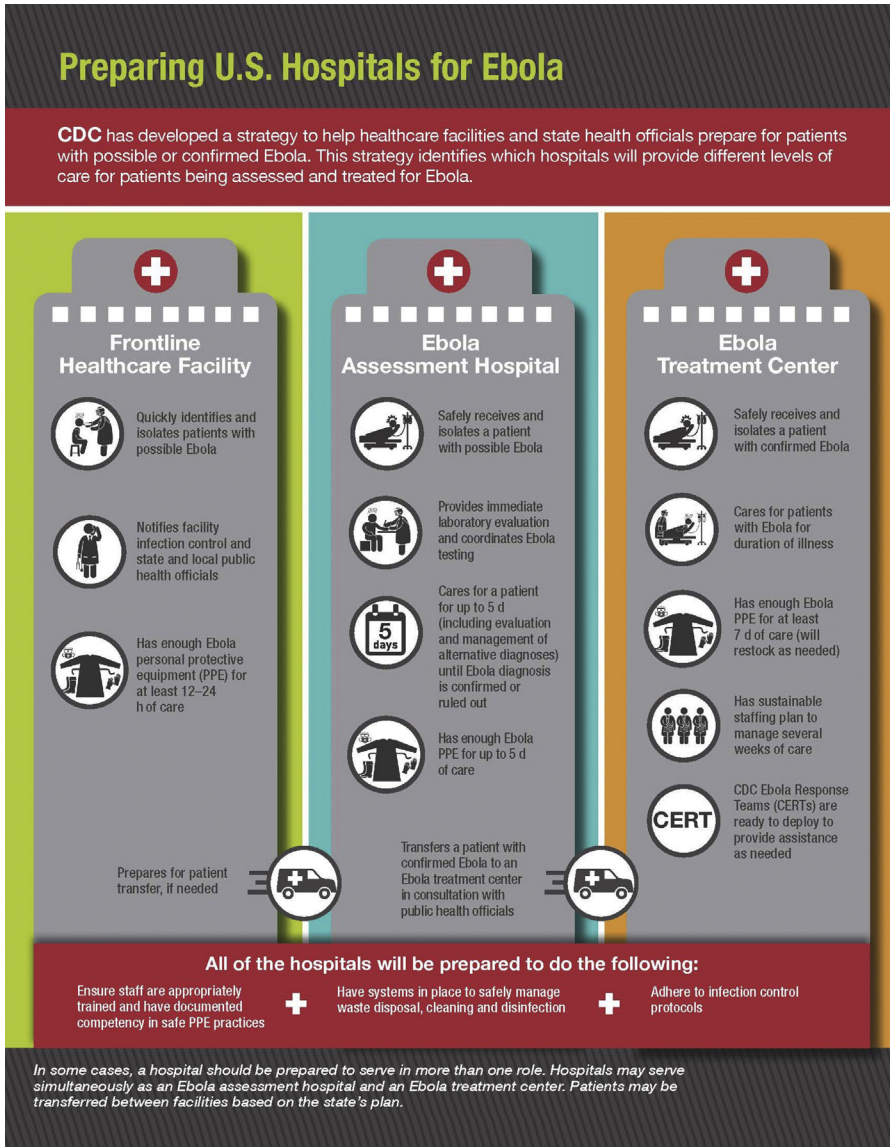 Preparing U.S. Hospitals for Ebola
CDC has developed a strategy to help healthcare facilities and state health officials prepare for patients
with possible or confirmed Ebola. This strategy identifies which hospitals will provide different levels of
care for patients being assessed and treated for Ebola.
Frontline
Healthcare Facility
Quickly identifies and
isolates patients with
possible Ebola
Notifies facility
infection control and
state and local public
health officials
Has enough Ebola
personal protective
equipment (PPE) for
at least 12–24
h of care
Prepares for patient
transfer, if needed
Ebola
Assessment Hospital
Safely receives and
isolates a patient
with possible Ebola
Provides immediate
laboratory evaluation
and coordinates Ebola
testing
5
days
Cares for a patient
for up to 5 d
(including evaluation
and management of
alternative diagnoses)
until Ebola diagnosis
is confirmed or
ruled out
Has enough Ebola
PPE for up to 5 d
of care
Transfers a patient with
confirmed Ebola to an
Ebola treatment center
in consultation with
public health officials
Ebola
Treatment Center
Safely receives and
isolates a patient
with confirmed Ebola
Cares for patients
with Ebola for
duration of illness
Has enough Ebola
PPE for at least
7 d of care (will
restock as needed)
Has sustainable
staffing plan to
manage several
weeks of care
CERT
CDC Ebola Response
Teams (CERTs) are
ready to deploy to
provide assistance
as needed
All of the hospitals will be prepared to do the following:
Ensure staff are appropriately
trained and have documented
competency in safe PPE practices
Have systems in place to safely manage
waste disposal, cleaning and disinfection
Adhere to infection control
protocols
In some cases, a hospital should be prepared to serve in more than one role. Hospitals may serve
simultaneously as an Ebola assessment hospital and an Ebola treatment center. Patients may be
transferred between facilities based on the state's plan.